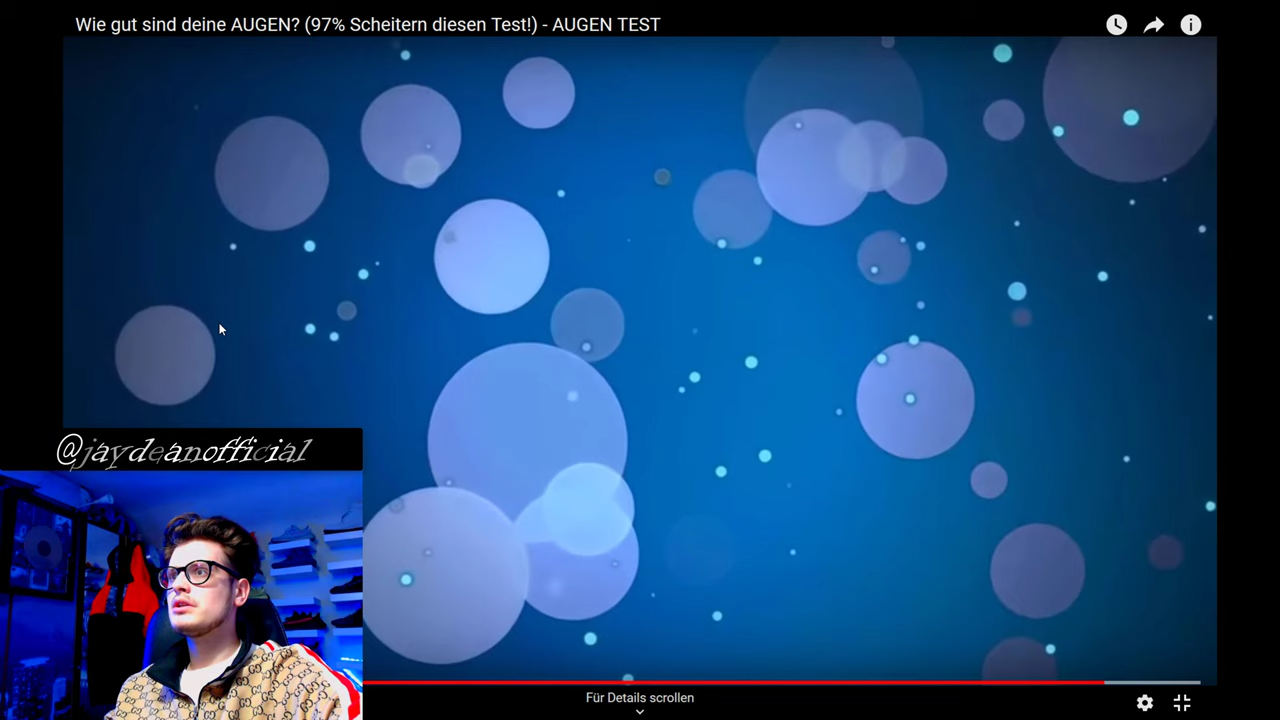 Wie gut sind deine AUGEN? (97% Scheitern diesen Test!) - AUGEN TEST
@jaydeanofficial
Für Details scrollen